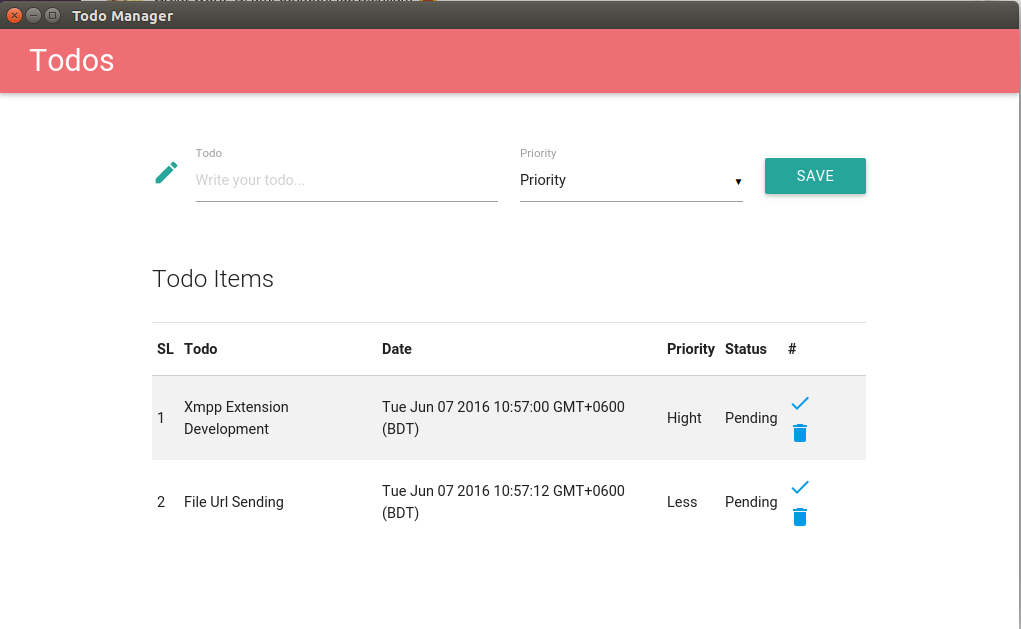 Todo Manager
Todos
Todo
Write your todo...
Priority
Priority
SAVE
Todo Items
SL Todo Date Priority Status #
1 Xmpp Extension Development Tue Jun 07 2016 10:57:00 GMT+0600 (BDT) Hight Pending
2 File Url Sending Tue Jun 07 2016 10:57:12 GMT+0600 (BDT) Less Pending